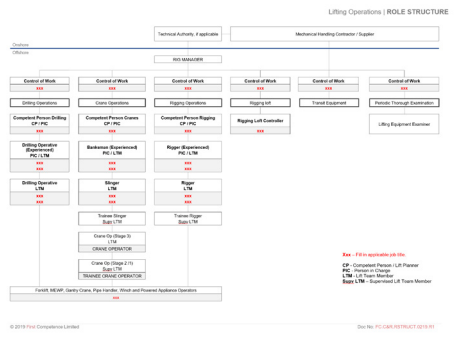 Lifting Operations | ROLE STRUCTURE
Technical Authority, if applicable
Mechanical Handling Contractor / Supplier
Onshore
Offshore
RIG MANAGER
Control of Work
xxx
Control of Work
xxx
Control of Work
xxx
Control of Work
xxx
Control of Work
xxx
Control of Work
xxx
Drilling Operations
Crane Operations
Rigging Operations
Rigging loft
Transit Equipment
Periodic Thorough Examination
Competent Person Drilling
CP / PIC
xxx
Competent Person Cranes
CP / PIC
xxx
Competent Person Rigging
CP / PIC
xxx
Rigging Loft Controller
xxx
Lifting Equipment Examiner
Drilling Operative
(Experienced)
PIC / LTM
xxx
xxx
Banksman (Experienced)
PIC / LTM
xxx
xxx
Rigger (Experienced)
PIC / LTM
xxx
xxx
Drilling Operative
LTM
xxx
xxx
Slinger
LTM
xxx
xxx
Rigger
LTM
xxx
xxx
Trainee Slinger
Supv LTM
Trainee Rigger
Supv LTM
Crane Op (Stage 3)
LTM
CRANE OPERATOR
Crane Op (Stage 2 /1)
Supv LTM
TRAINEE CRANE OPERATOR
Forklift, MEWP, Gantry Crane, Pipe Handler, Winch and Powered Appliance Operators
xxx
Xxx – Fill in applicable job title
CP - Competent Person / Lift Planner
PIC - Person in Charge
LTM - Lift Team Member
Supv LTM – Supervised Lift Team Member
© 2019 First Competence Limited
Doc No: FC-CAR